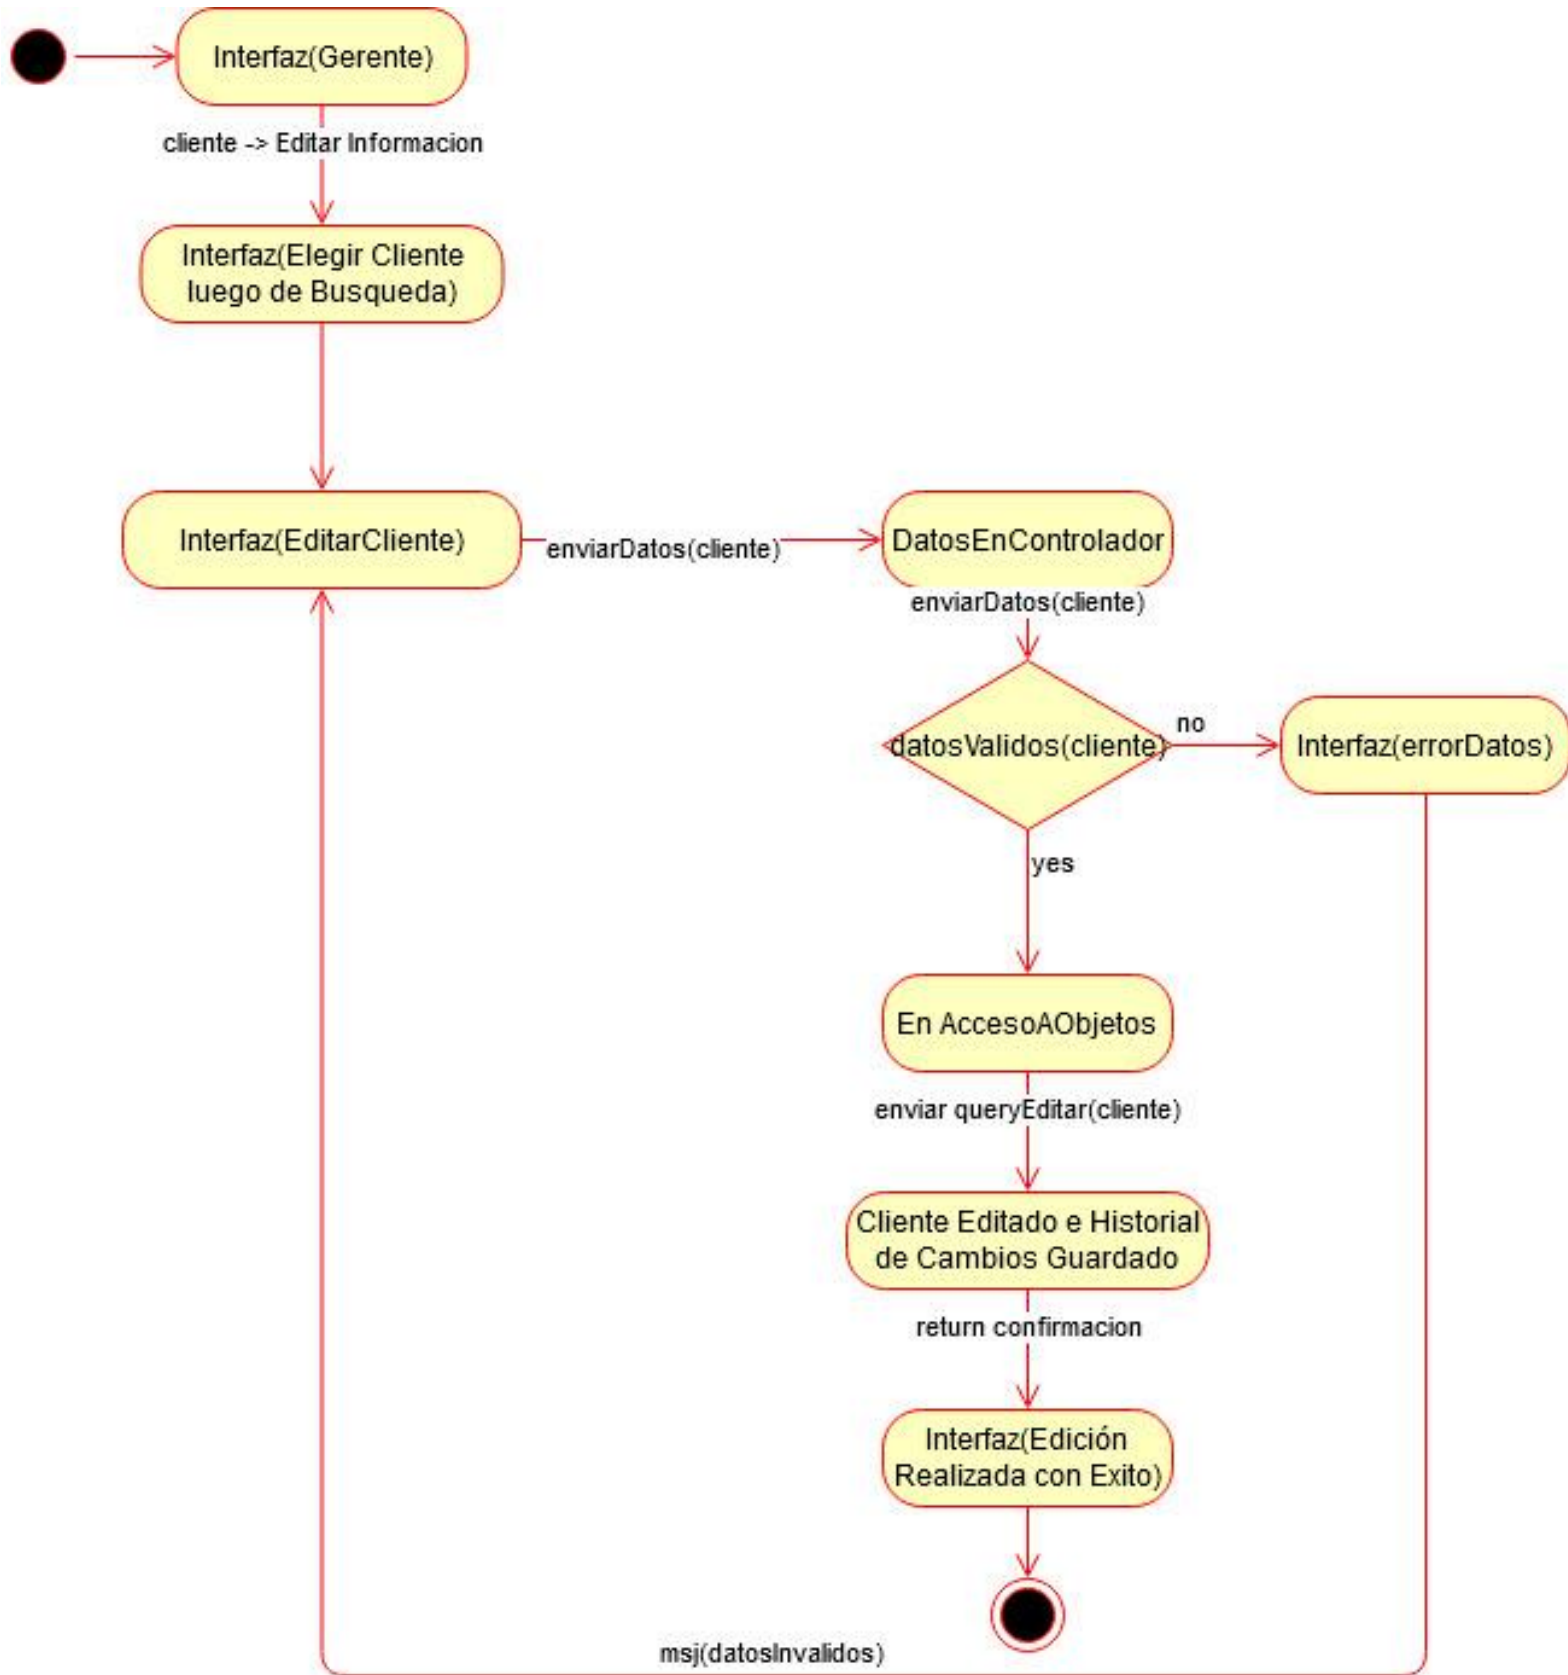 Interfaz(Gerente)
cliente -> Editar Informacion
Interfaz(Elegir Cliente
luego de Busqueda)
Interfaz(EditarCliente)
enviarDatos(cliente)
DatosEnControlador
enviarDatos(cliente)
datosValidos(cliente)
no
Interfaz(errorDatos)
yes
En AccesoAObjetos
enviar queryEditar(cliente)
Cliente Editado e Historial
de Cambios Guardado
return confirmacion
Interfaz(Edición
Realizada con Exito)
msj(datosInvalidos)